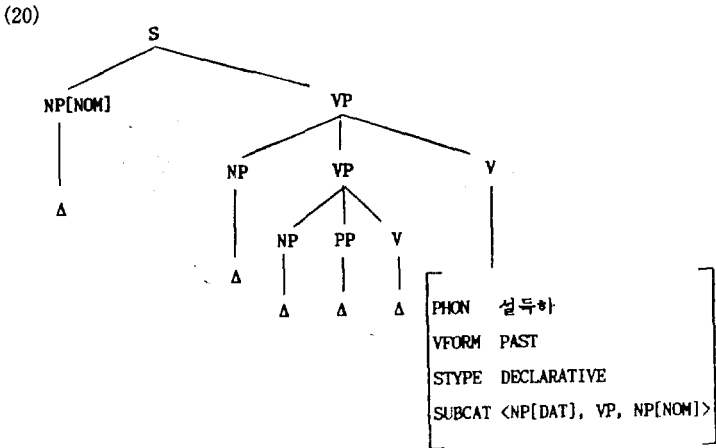 (20)
S
NP[NOM] VP
Δ
NP VP V
NP PP V
Δ
Δ Δ Δ
PHON 설득하
VFORM PAST
STYPE DECLARATIVE
SUBCAT <NP[DAT], VP, NP[NOM]>